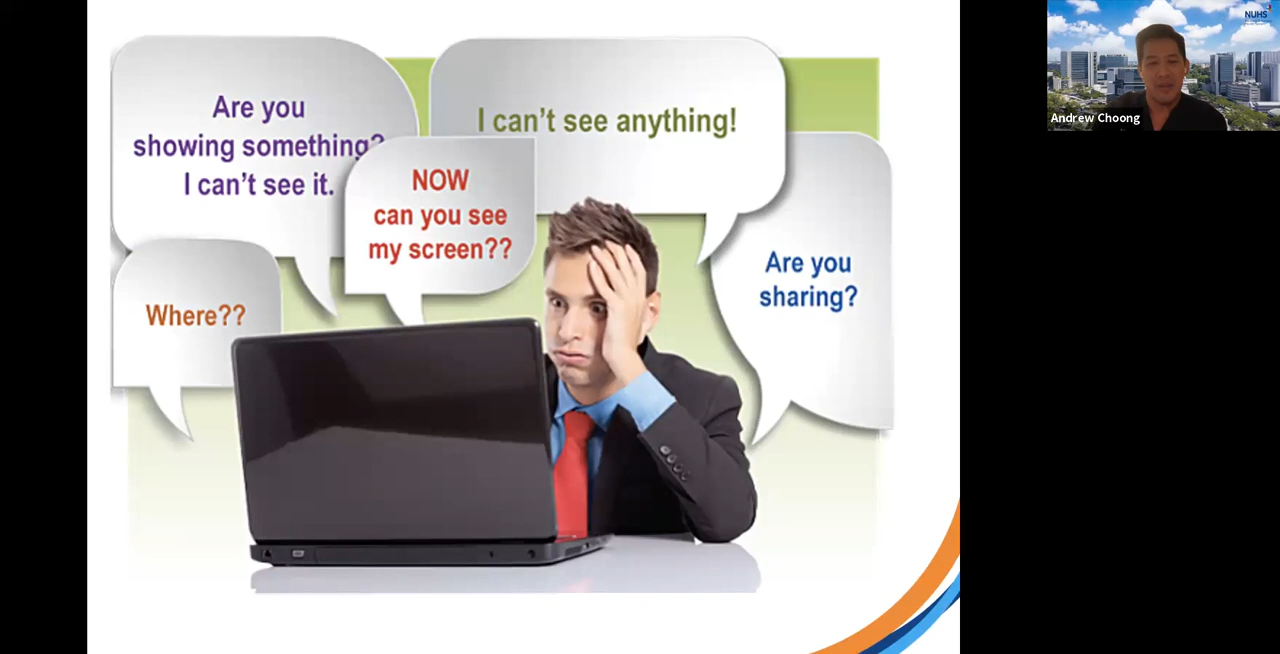 Are you
showing something?
I can't see it.
I can't see anything!
NOW
can you see
my screen??
Are you
sharing?
Where??
NUHS
Andrew Choong